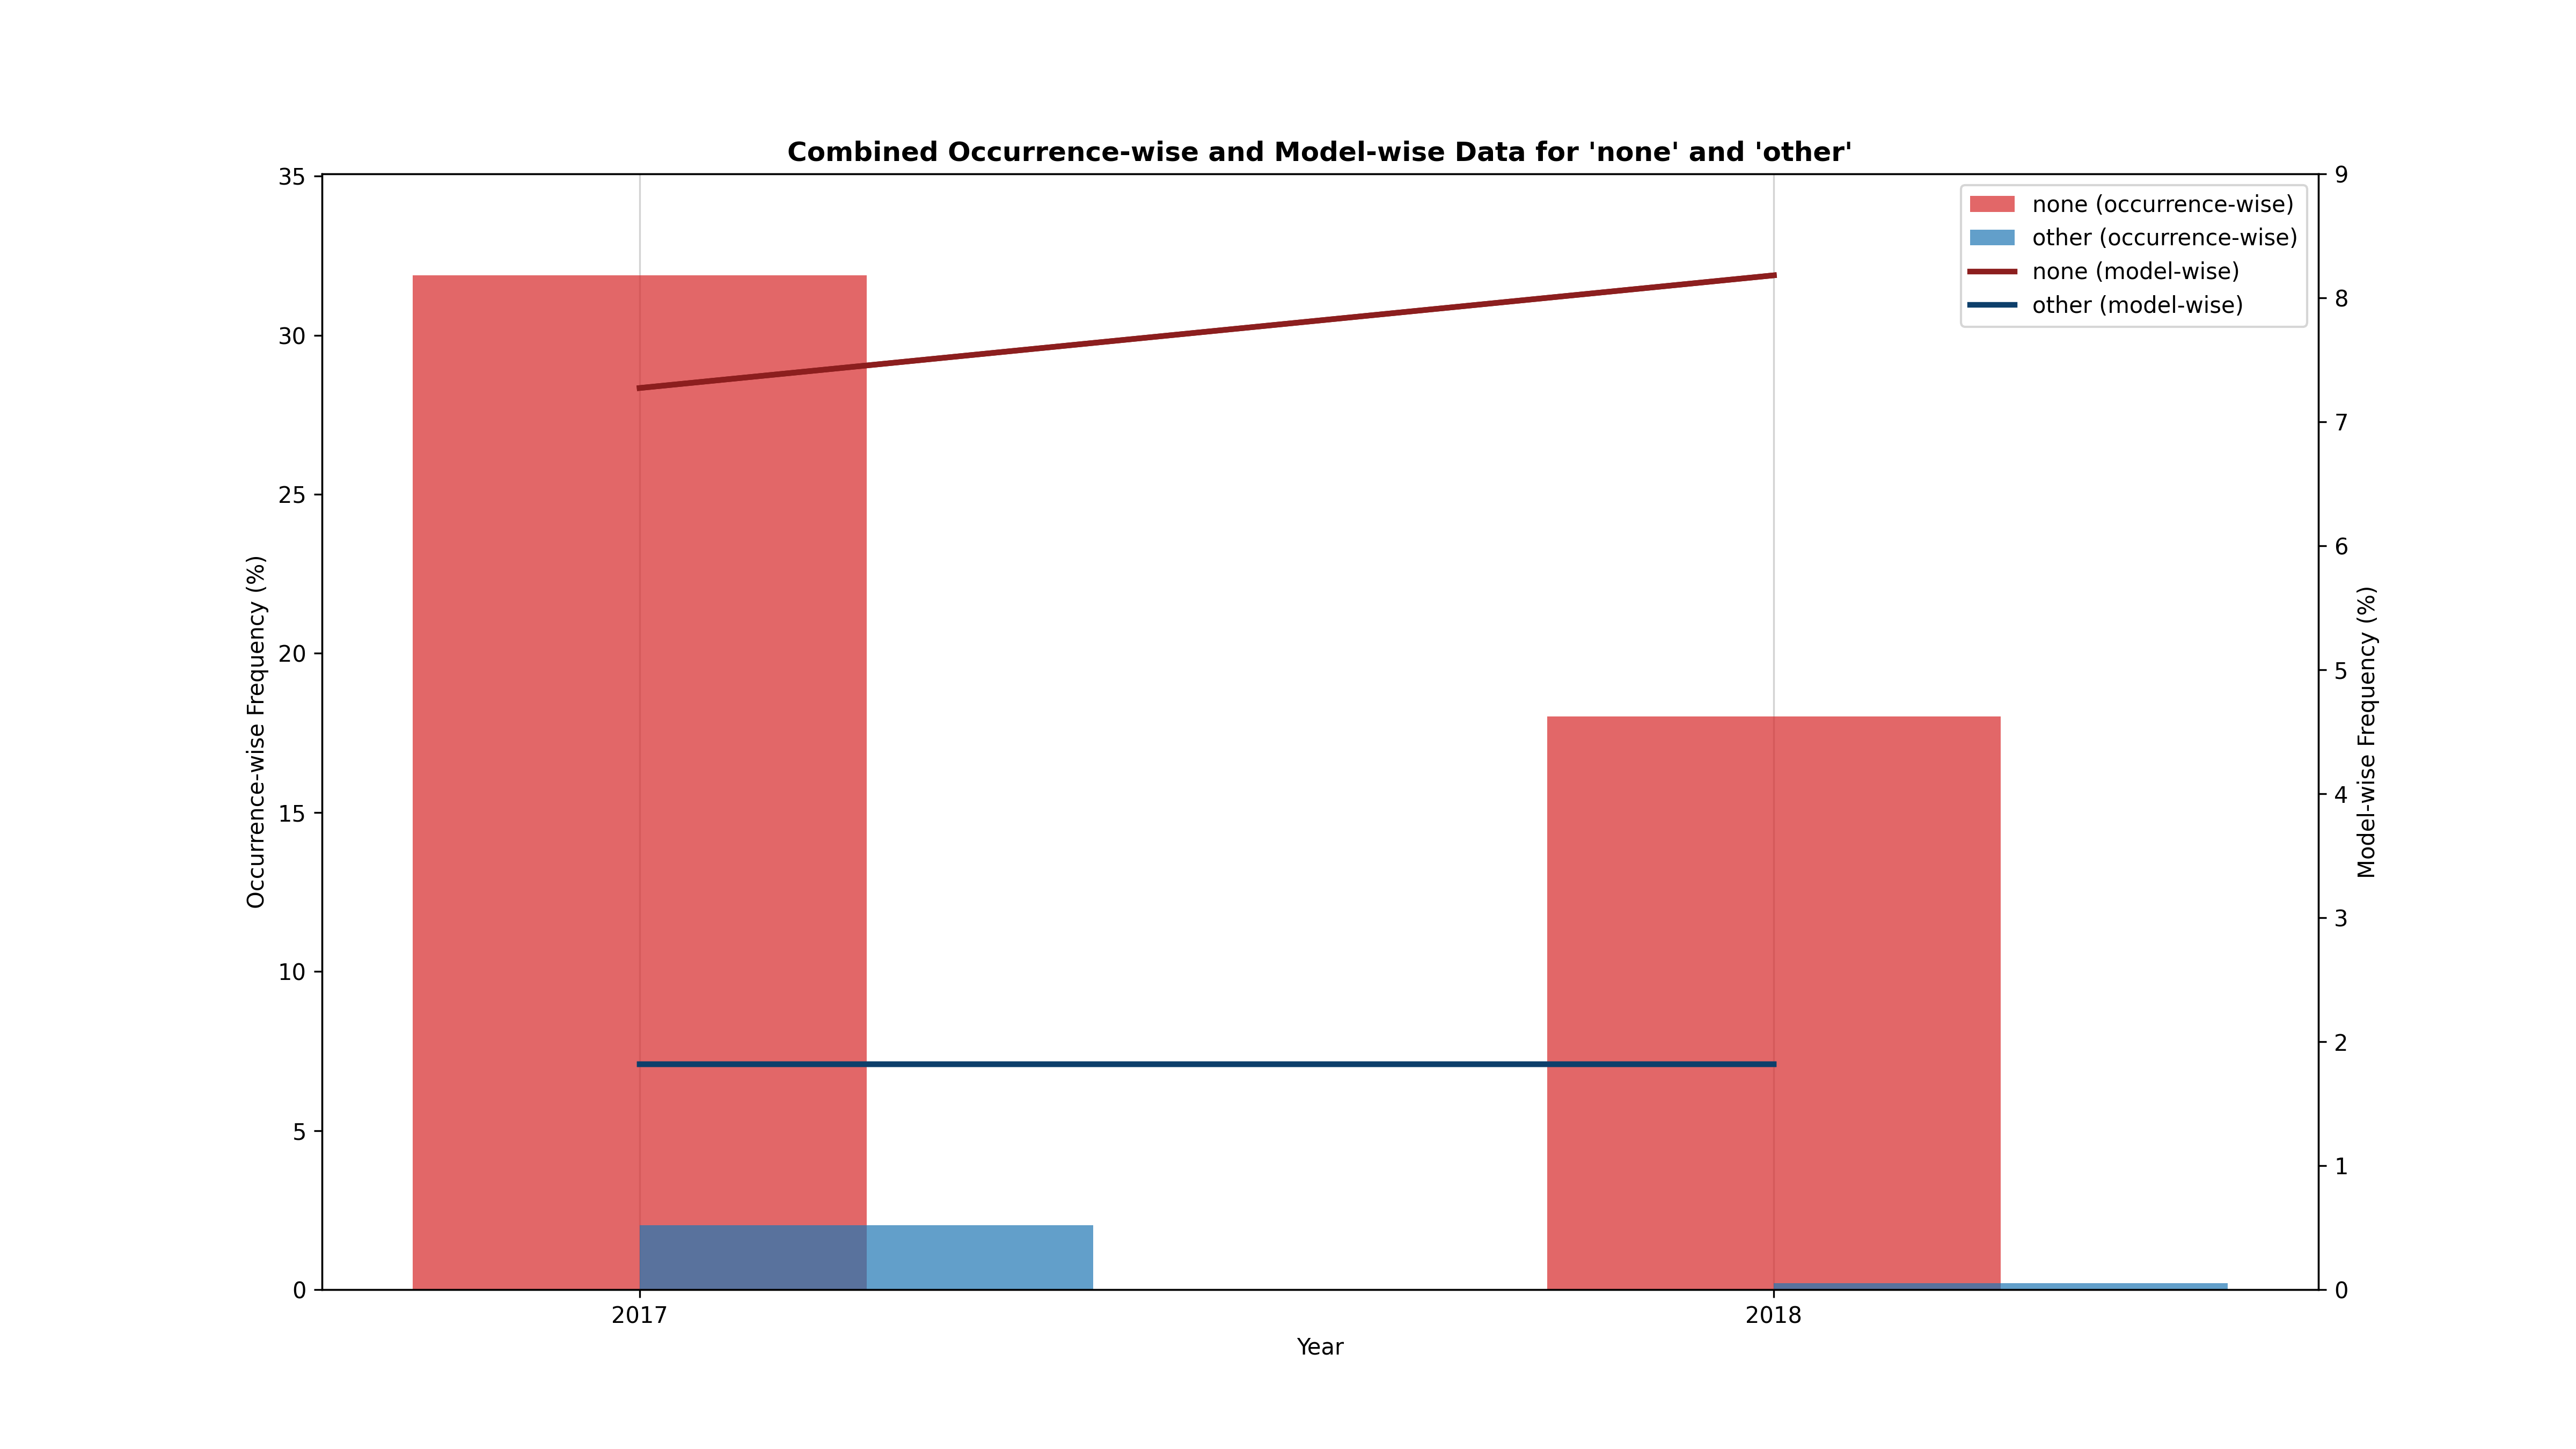 Combined Occurrence-wise and Model-wise Data for 'none' and 'other'
35
30
25
20
15
10
5
0
Occurrence-wise Frequency (%)
9
8
7
6
5
4
3
2
1
0
Model-wise Frequency (%)
none (occurrence-wise)
other (occurrence-wise)
none (model-wise)
other (model-wise)
2017
2018
Year